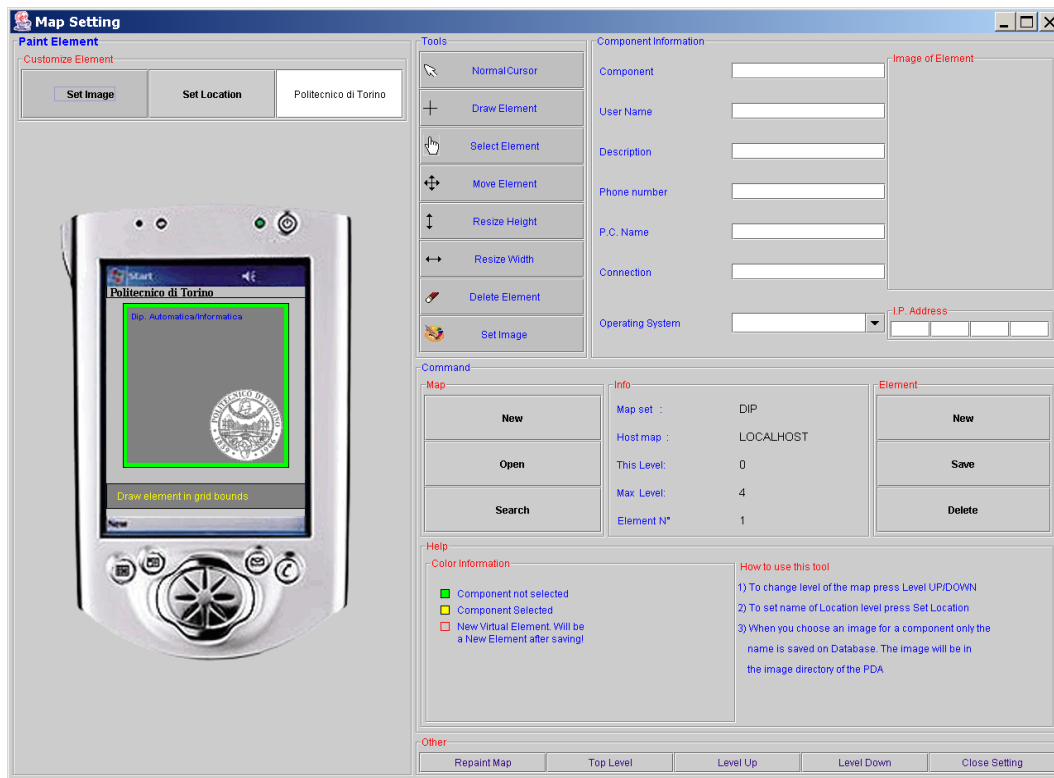 Map Setting
Paint Element
Customize Element
Set Image
Set Location
Politecnico di Torino
Start
Politecnico di Torino
Dip. Automatica/Informatica
POLITECNICO DI TORINO
1859 1906
Draw element in grid bounds
New
Tools
Normal Cursor
Draw Element
Select Element
Move Element
Resize Height
Resize Width
Delete Element
Set Image
Component Information
Component
User Name
Description
Phone number
P.C. Name
Connection
Operating System
Image of Element
I.P. Address
Command
Map
New
Open
Search
Info
Map set : DIP
Host map : LOCALHOST
This Level: 0
Max Level: 4
Element N° 1
Element
New
Save
Delete
Help
Color Information
Component not selected
Component Selected
New Virtual Element. Will be
a New Element after saving!
How to use this tool
1) To change level of the map press Level UP/DOWN
2) To set name of Location level press Set Location
3) When you choose an image for a component only the
name is saved on Database. The image will be in
the image directory of the PDA
Other
Repaint Map
Top Level
Level Up
Level Down
Close Setting